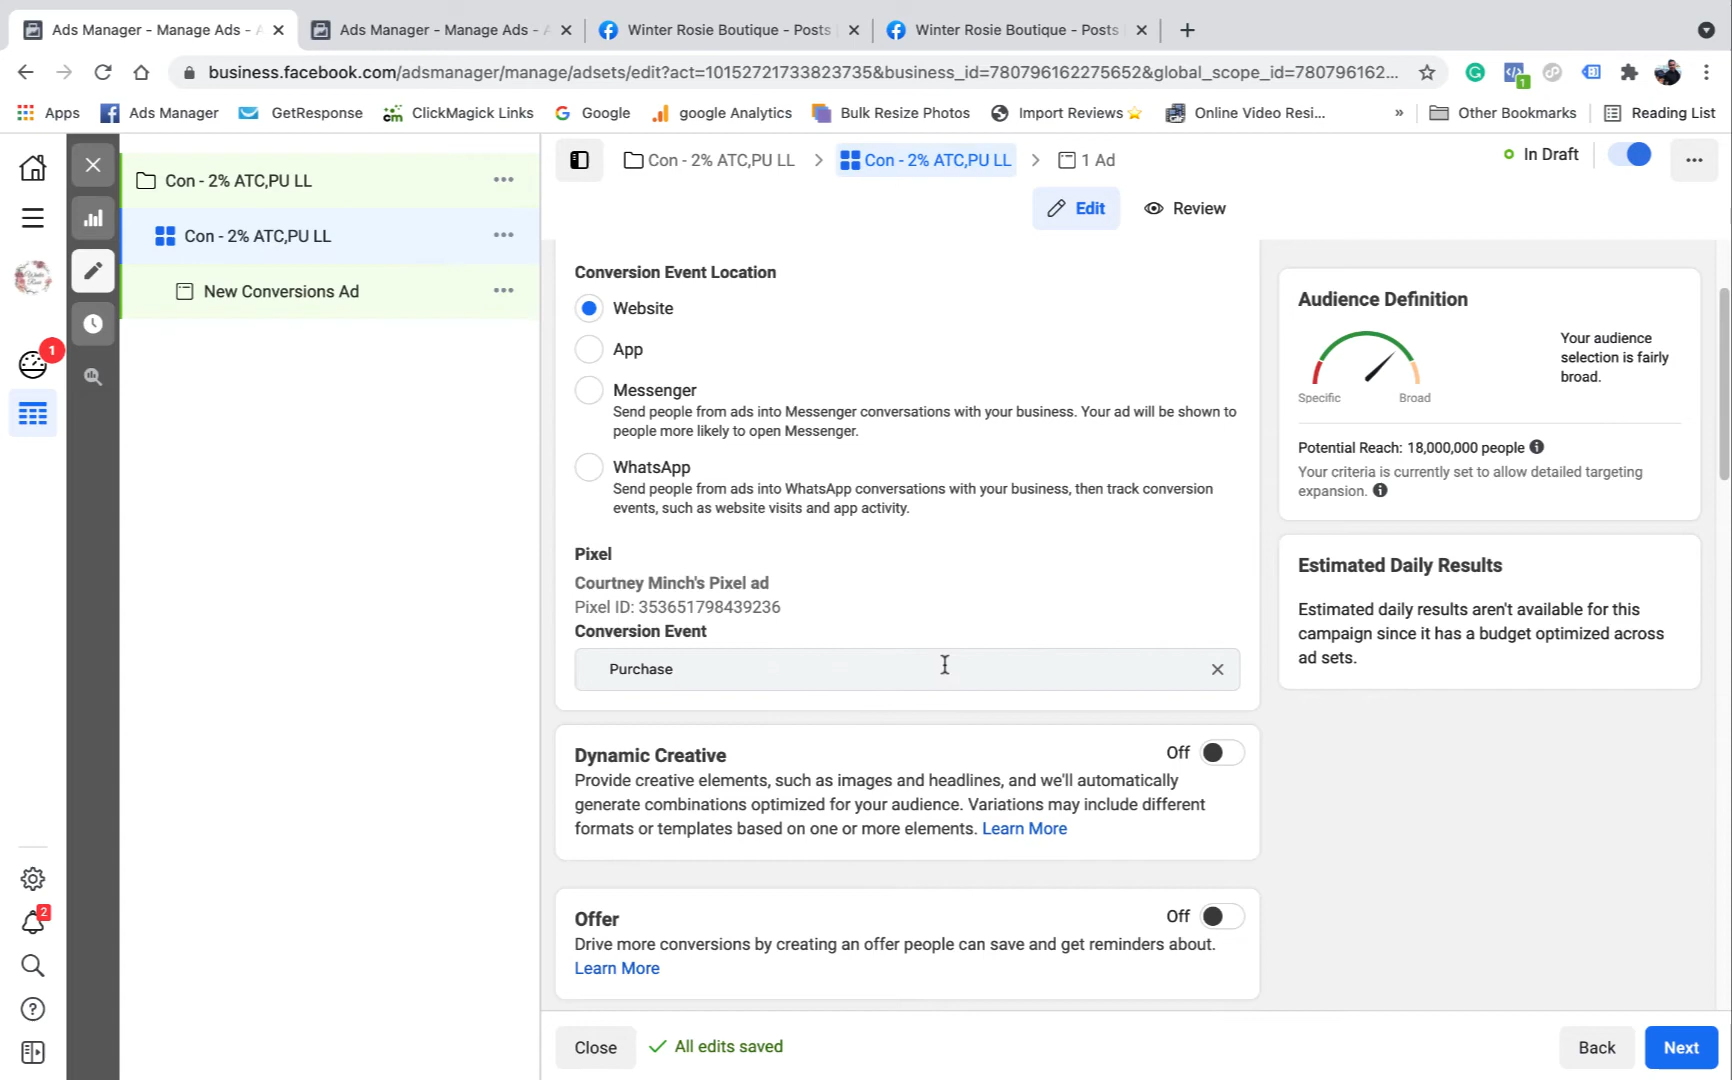 Ads Manager - Manage Ads - A
Ads Manager - Manage Ads - A
Winter Rosie Boutique - Posts
Winter Rosie Boutique - Posts
business.facebook.com/adsmanager/manage/adsets/edit?act=10152721733823735&business_id=780796162275652&global_scope_id=780796162...
1
Apps
Ads Manager
GetResponse
ClickMagick Links
Google
google Analytics
Bulk Resize Photos
Import Reviews
Online Video Resi...
»
Other Bookmarks
Reading List
Con - 2% ATC,PU LL
Con - 2% ATC,PU LL
New Conversions Ad
1
2
Con - 2% ATC,PU LL
Con - 2% ATC,PU LL
1 Ad
In Draft
Edit
Review
Conversion Event Location
Website
App
Messenger
Send people from ads into Messenger conversations with your business. Your ad will be shown to
people more likely to open Messenger.
WhatsApp
Send people from ads into WhatsApp conversations with your business, then track conversion
events, such as website visits and app activity.
Pixel
Courtney Minch's Pixel ad
Pixel ID: 353651798439236
Conversion Event
Purchase
Dynamic Creative
Off
Provide creative elements, such as images and headlines, and we'll automatically
generate combinations optimized for your audience. Variations may include different
formats or templates based on one or more elements. Learn More
Offer
Off
Drive more conversions by creating an offer people can save and get reminders about.
Learn More
Audience Definition
Your audience
selection is fairly
broad.
Specific
Broad
Potential Reach: 18,000,000 people
Your criteria is currently set to allow detailed targeting
expansion.
Estimated Daily Results
Estimated daily results aren't available for this
campaign since it has a budget optimized across
ad sets.
Close
All edits saved
Back
Next